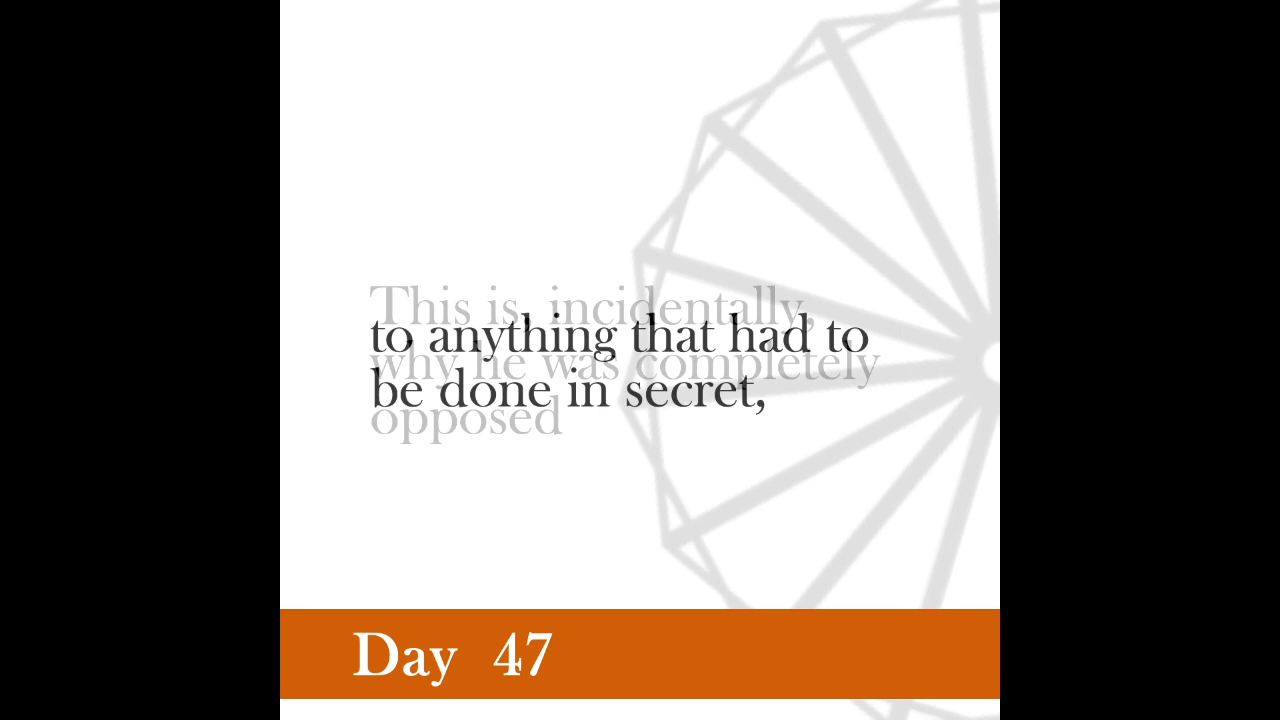 This is, incidentally,
why he was completely
opposed
to anything that had to
be done in secret,
Day 47